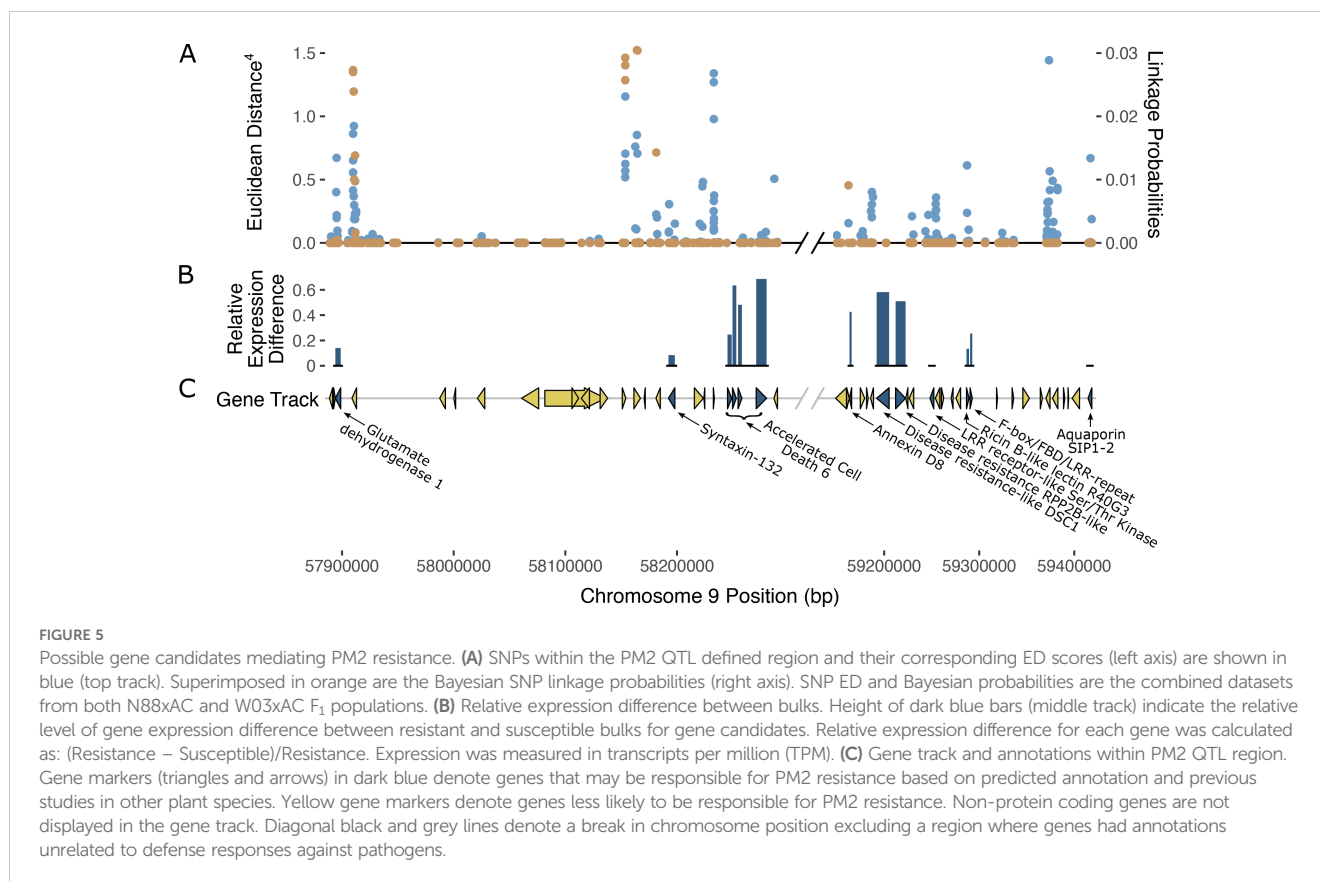 A
Euclidean Distance4
1.5
1.0
0.5
0.0
0.03
0.02
0.01
0.00
Linkage Probabilities
B
Relative
Expression
Difference
0.6
0.4
0.2
0
C
Gene Track
Glutamate
dehydrogenase 1
Syntaxin-132
Accelerated Cell
Death 6
Annexin D8
Disease resistance-like DSC1
Disease resistance RPP2B-like
LRR receptor-like Ser/Thr Kinase
Ricin B-like lectin R40G3
F-box/FBD/LRR-repeat
Aquaporin
SIP1-2
57900000 58000000 58100000 58200000 59200000 59300000 59400000
Chromosome 9 Position (bp)
FIGURE 5
Possible gene candidates mediating PM2 resistance. (A) SNPs within the PM2 QTL defined region and their corresponding ED scores (left axis) are shown in
blue (top track). Superimposed in orange are the Bayesian SNP linkage probabilities (right axis). SNP ED and Bayesian probabilities are the combined datasets
from both N88xAC and W03xAC F1 populations. (B) Relative expression difference between bulks. Height of dark blue bars (middle track) indicate the relative
level of gene expression difference between resistant and susceptible bulks for gene candidates. Relative expression difference for each gene was calculated
as: (Resistance – Susceptible)/Resistance. Expression was measured in transcripts per million (TPM). (C) Gene track and annotations within PM2 QTL region.
Gene markers (triangles and arrows) in dark blue denote genes that may be responsible for PM2 resistance based on predicted annotation and previous
studies in other plant species. Yellow gene markers denote genes less likely to be responsible for PM2 resistance. Non-protein coding genes are not
displayed in the gene track. Diagonal black and grey lines denote a break in chromosome position excluding a region where genes had annotations
unrelated to defense responses against pathogens.